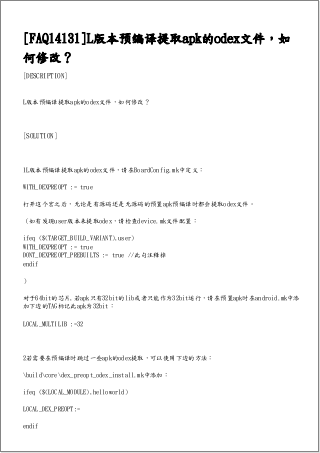 [FAQ14131]L版本预编译提取apk的odex文件，如
何修改？
[DESCRIPTION]
L版本预编译提取apk的odex文件，如何修改？
[SOLUTION]
1L版本预编译提取apk的odex文件，请在BoardConfig.mk中定义：
WITH_DEXPREOPT := true
打开这个宏之后，无论是有源码还是无源码的预置apk预编译时都会提取odex文件。
（如有发现user版本未提取odex，请检查device.mk文件配置：
ifeq ($(TARGET_BUILD_VARIANT),user)
WITH_DEXPREOPT := true
DONT_DEXPREOPT_PREBUILTS := true //此句注释掉
endif
）
对于64bit的芯片，若apk只有32bit的lib或者只能作为32bit运行，请在预置apk时在android.mk中添
加下边的TAG标记此apk为32bit：
LOCAL_MULTILIB :=32
2若需要在预编译时跳过一些apk的odex提取，可以使用下边的方法：
\build\core\dex_preopt_odex_install.mk中添加：
ifeq ($(LOCAL_MODULE),helloworld)
LOCAL_DEX_PREOPT:=
endif